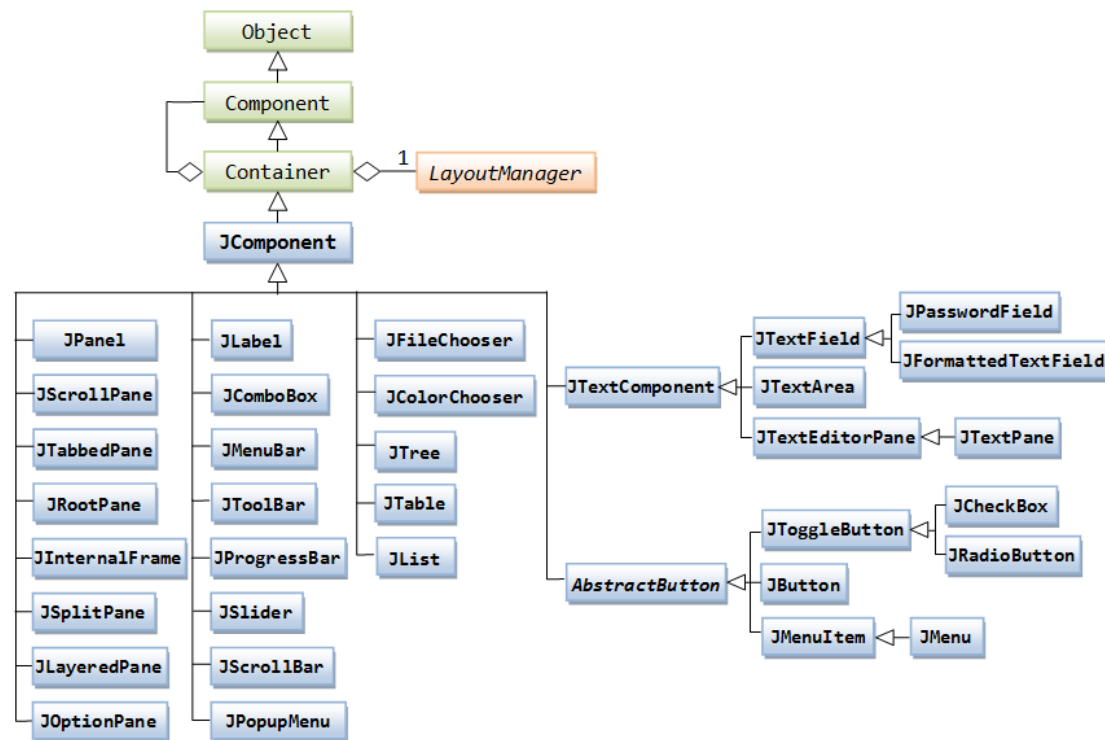 Object
Component
Container
1
LayoutManager
JComponent
JPanel
JScrollPane
JTabbedPane
JRootPane
JInternalFrame
JSplitPane
JLayeredPane
JOptionPane
JLabel
JComboBox
JMenuBar
JToolBar
JProgressBar
JSlider
JScrollBar
JPopupMenu
JFileChooser
JColorChooser
JTree
JTable
JList
JTextComponent
JTextField
JPasswordField
JFormattedTextField
JTextArea
JTextEditorPane
JTextPane
AbstractButton
JToggleButton
JCheckBox
JRadioButton
JButton
JMenuItem
JMenu